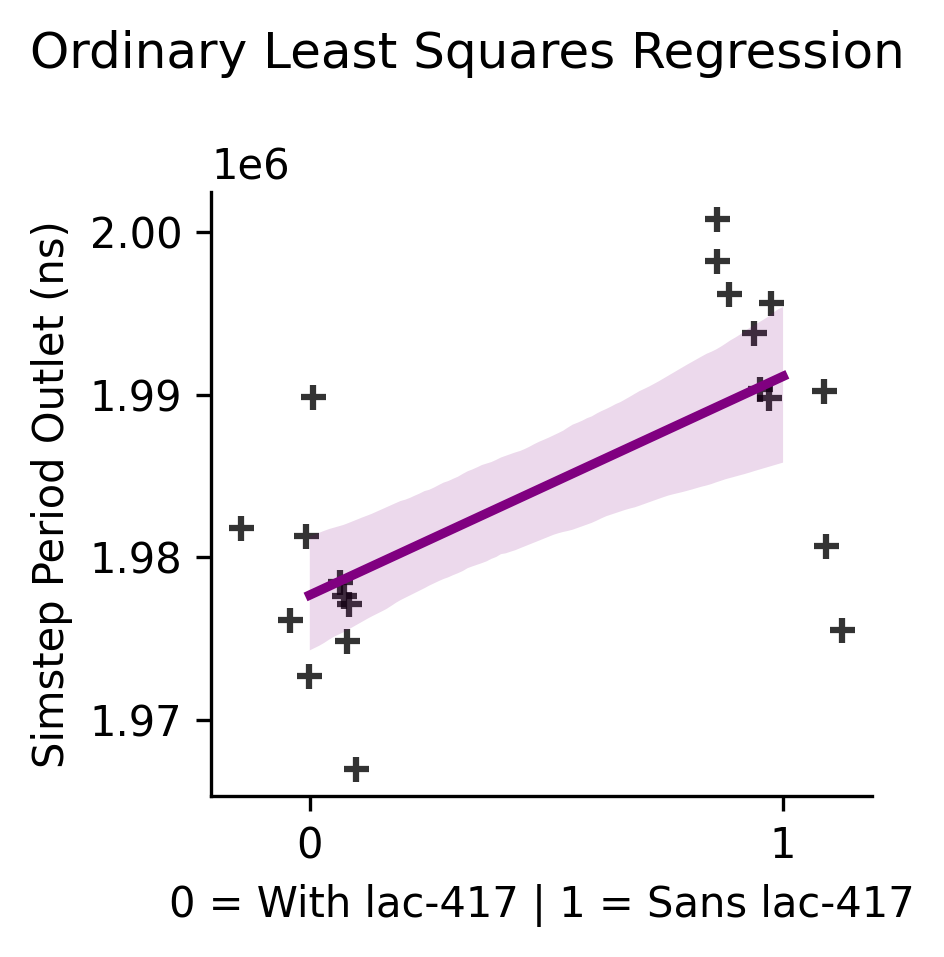 Ordinary Least Squares Regression
1e6
Simstep Period Outlet (ns)
2.00
1.99
1.98
1.97
0
1
0 = With lac-417 | 1 = Sans lac-417